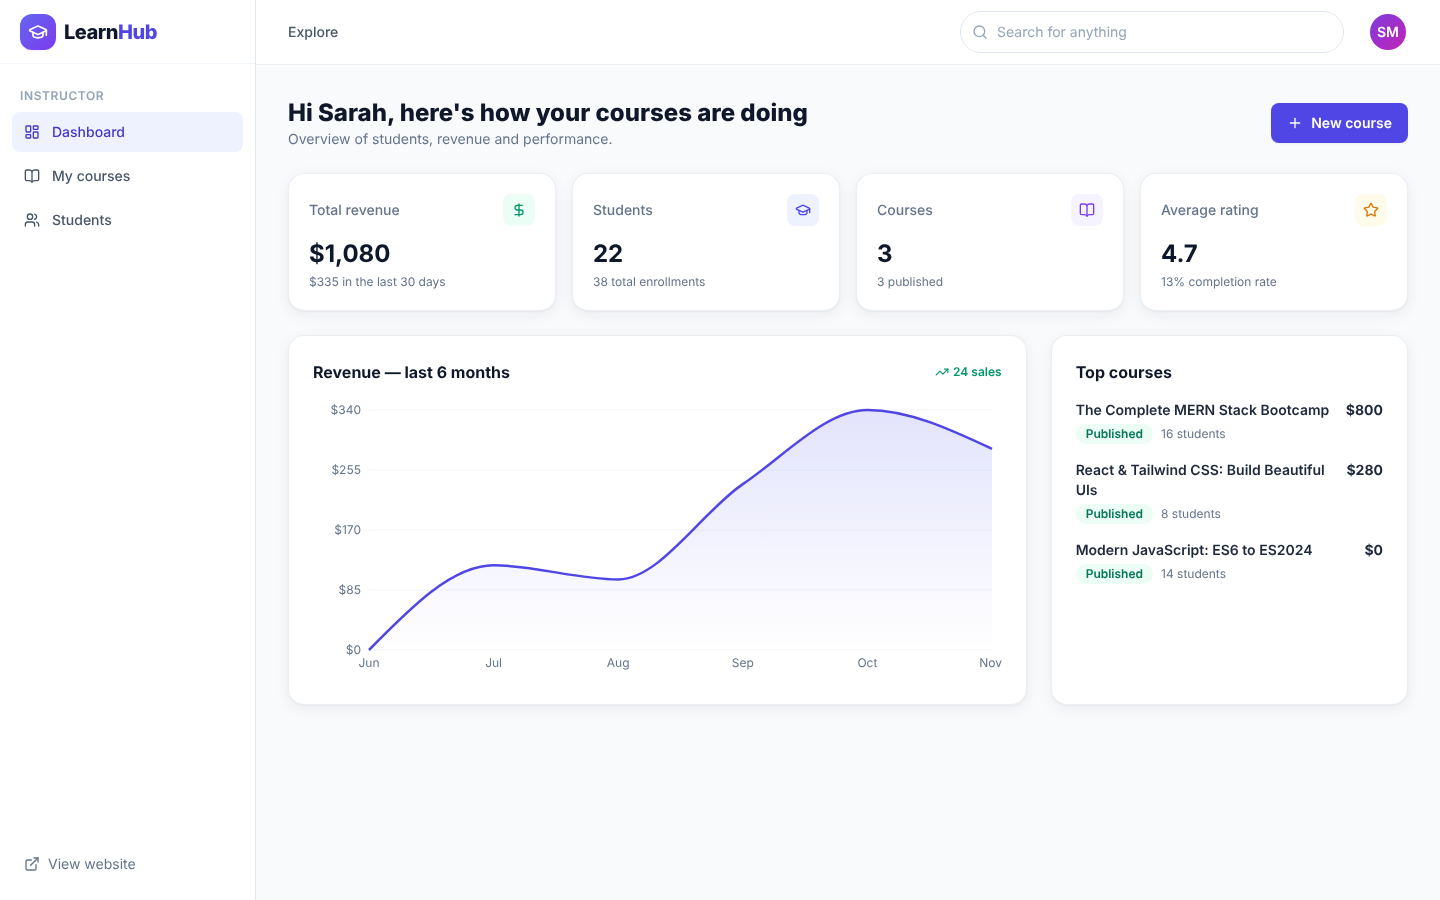 LearnHub
Explore
Search for anything
SM
INSTRUCTOR
Dashboard
My courses
Students
View website
Hi Sarah, here's how your courses are doing
Overview of students, revenue and performance.
New course
Total revenue
$1,080
$335 in the last 30 days
Students
22
38 total enrollments
Courses
3
3 published
Average rating
4.7
13% completion rate
Revenue — last 6 months
24 sales
$340
$255
$170
$85
$0
Jun Jul Aug Sep Oct Nov
Top courses
The Complete MERN Stack Bootcamp $800
Published 16 students
React & Tailwind CSS: Build Beautiful $280
UIs
Published 8 students
Modern JavaScript: ES6 to ES2024 $0
Published 14 students